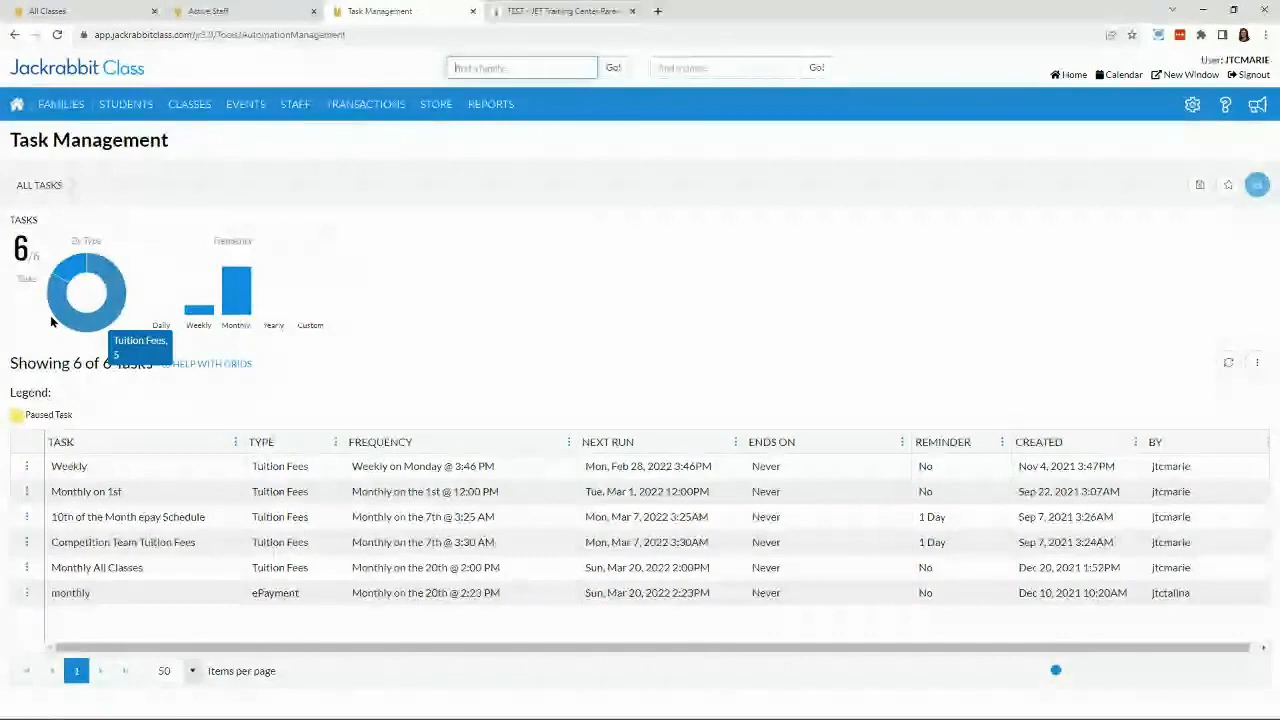 All Classes
Active Staff
Task Management
TEST - JET Training Center Pare
app.jackrabbitclass.com/jr3.0/Tools/AutomationManagement
Jackrabbit Class
Find a family...
Go!
Go!
User: JTCMARIE
Home
Calendar
New Window
Signout
FAMILIES
STUDENTS
CLASSES
EVENTS
STAFF
TRANSACTIONS
STORE
REPORTS
Task Management
ALL TASKS
TASKS
6/6
Tasks
By Type
Frequency
Daily
Weekly
Monthly
Yearly
Custom
Tuition Fees,
5
Showing 6 of 6 Tasks
HELP WITH GRIDS
Legend:
Paused Task
TASK TYPE FREQUENCY NEXT RUN ENDS ON REMINDER CREATED BY
Weekly Tuition Fees Weekly on Monday @ 3:46 PM Mon, Feb 28, 2022 3:46PM Never No Nov 4, 2021 3:47PM jtcmarie
Monthly on 1st Tuition Fees Monthly on the 1st @ 12:00 PM Tue, Mar 1, 2022 12:00PM Never No Sep 22, 2021 3:07AM jtcmarie
10th of the Month epay Schedule Tuition Fees Monthly on the 7th @ 3:25 AM Mon, Mar 7, 2022 3:25AM Never 1 Day Sep 7, 2021 3:26AM jtcmarie
Competition Team Tuition Fees Tuition Fees Monthly on the 7th @ 3:30 AM Mon, Mar 7, 2022 3:30AM Never 1 Day Sep 7, 2021 3:24AM jtcmarie
Monthly All Classes Tuition Fees Monthly on the 20th @ 2:00 PM Sun, Mar 20, 2022 2:00PM Never No Dec 20, 2021 1:52PM jtcmarie
monthly ePayment Monthly on the 20th @ 2:23 PM Sun, Mar 20, 2022 2:23PM Never No Dec 10, 2021 10:20AM jtctalina
1
50
items per page